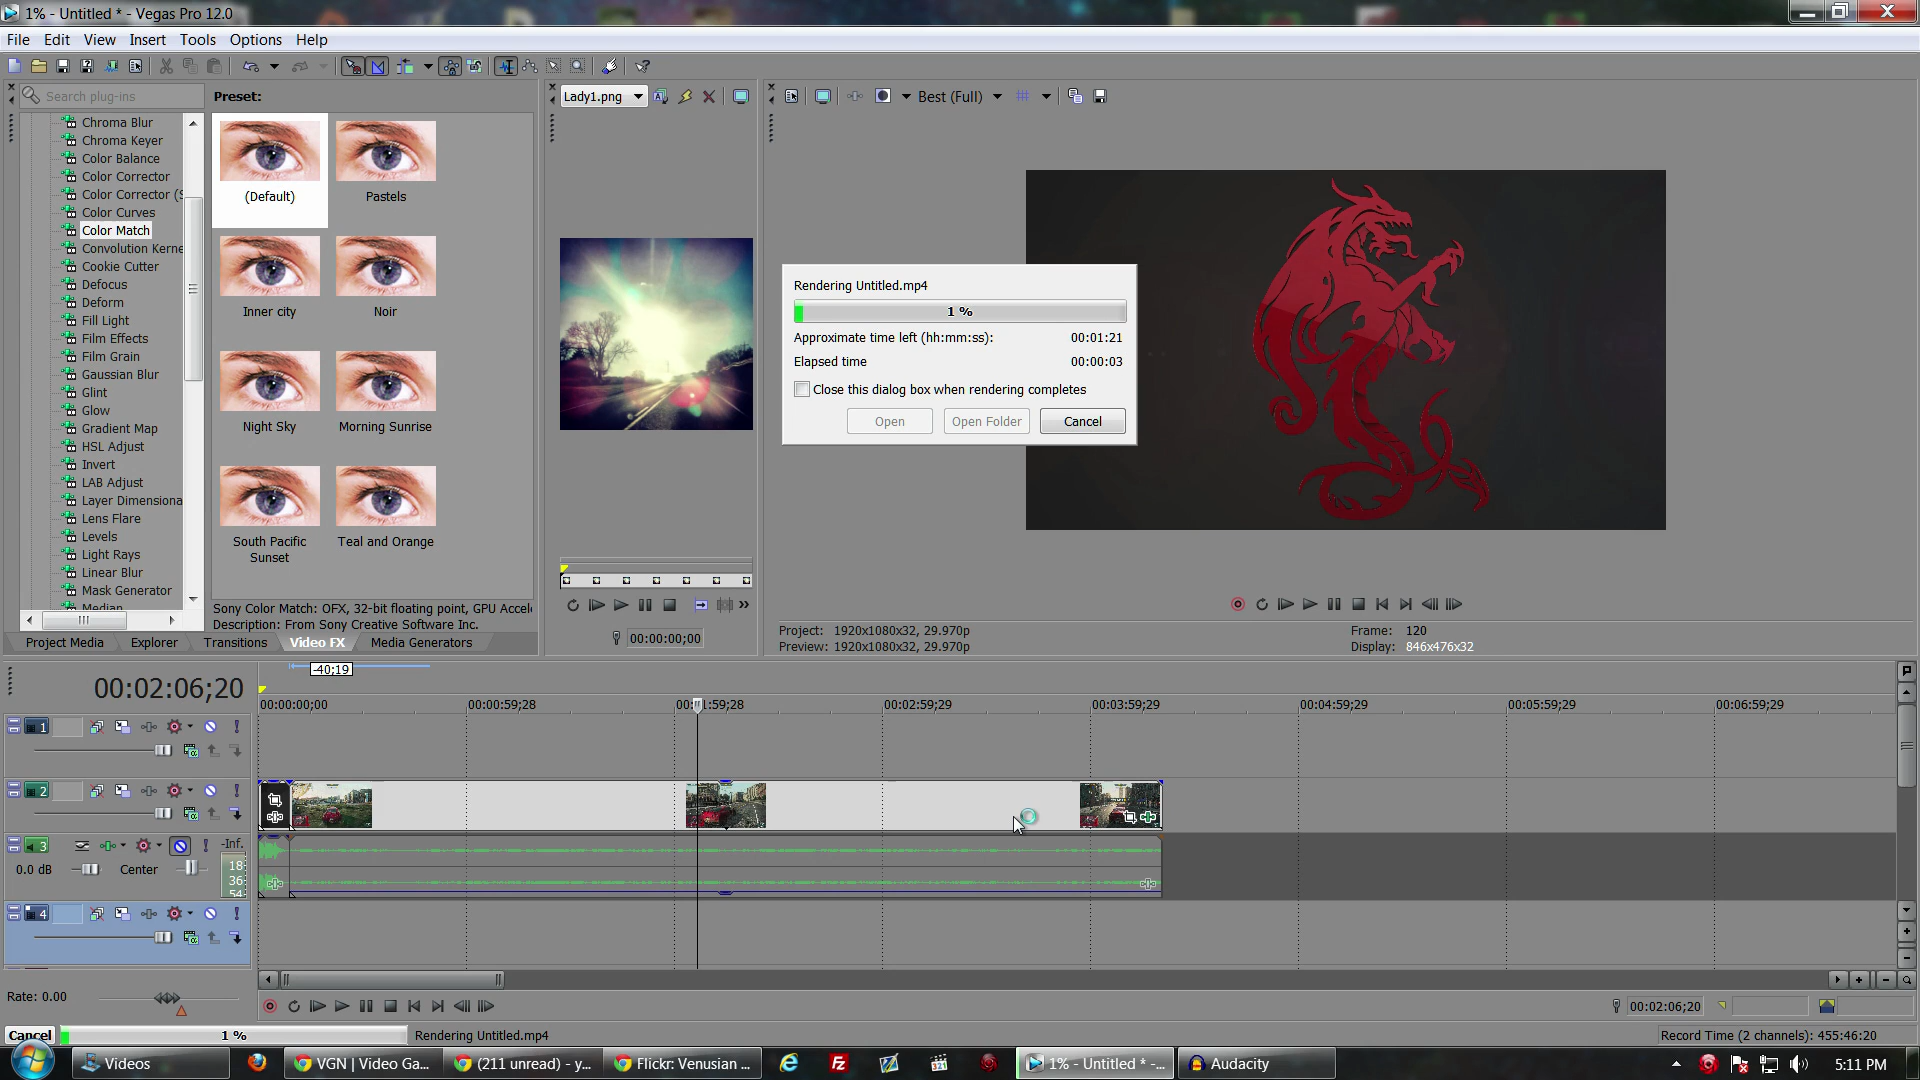 1% - Untitled * - Vegas Pro 12.0
File Edit View Insert Tools Options Help
Search plug-ins
Preset:
Lady1.png
Best (Full)
Chroma Blur
Chroma Keyer
Color Balance
Color Corrector
Color Corrector (S
Color Curves
Color Match
Convolution Kerne
Cookie Cutter
Defocus
Deform
Fill Light
Film Effects
Film Grain
Gaussian Blur
Glint
Glow
Gradient Map
HSL Adjust
Invert
LAB Adjust
Layer Dimensiona
Lens Flare
Levels
Light Rays
Linear Blur
Mask Generator
Median
(Default) Pastels
Inner city Noir
Night Sky Morning Sunrise
South Pacific Sunset Teal and Orange
Sony Color Match: OFX, 32-bit floating point, GPU Accele
Description: From Sony Creative Software Inc.
Project Media Explorer Transitions Video FX Media Generators
00:00:00;00
Rendering Untitled.mp4
1 %
Approximate time left (hh:mm:ss): 00:01:21
Elapsed time 00:00:03
Close this dialog box when rendering completes
Open Open Folder Cancel
Project: 1920x1080x32, 29.970p
Preview: 1920x1080x32, 29.970p
Frame: 120
Display: 846x476x32
00:02:06;20
-40;19
00:00:00;00 00:00:59;28 00:01:59;28 00:02:59;29 00:03:59;29 00:04:59;29 00:05:59;29 00:06:59;29
1
2
3 -Inf.
0.0 dB Center 18
36
54
4
Rate: 0.00
00:02:06;20
Cancel 1 % Rendering Untitled.mp4
Record Time (2 channels): 455:46:20
Videos
VGN | Video Ga...
(211 unread) - y...
Flickr: Venusian ...
1% - Untitled * -...
Audacity
5:11 PM